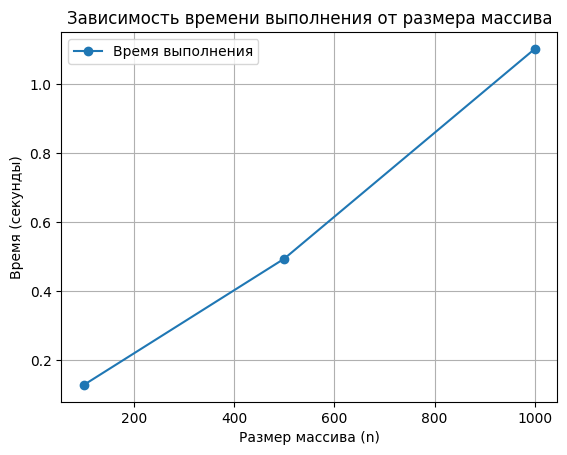 Зависимость времени выполнения от размера массива
Время выполнения
Время (секунды)
1.0
0.8
0.6
0.4
0.2
200
400
600
800
1000
Размер массива (n)